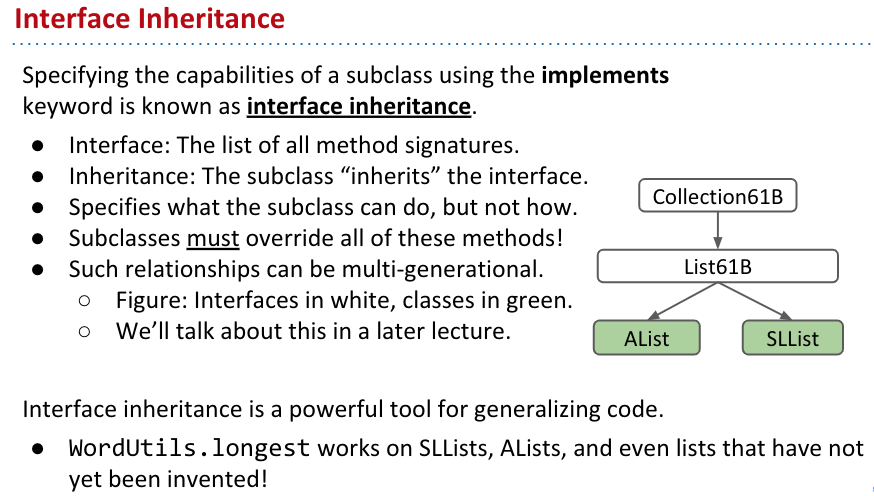 Interface Inheritance
Specifying the capabilities of a subclass using the implements
keyword is known as interface inheritance.
● Interface: The list of all method signatures.
● Inheritance: The subclass “inherits” the interface.
● Specifies what the subclass can do, but not how.
● Subclasses must override all of these methods!
● Such relationships can be multi-generational.
○ Figure: Interfaces in white, classes in green.
○ We’ll talk about this in a later lecture.
Collection61B
List61B
AList
SLList
Interface inheritance is a powerful tool for generalizing code.
● WordUtils.longest works on SLLists, ALists, and even lists that have not
yet been invented!